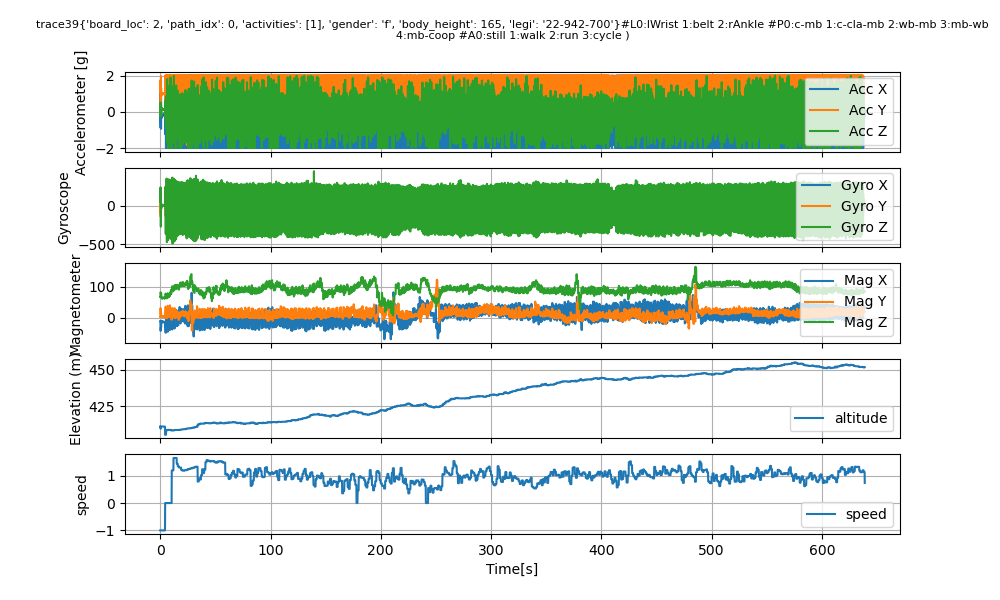 trace39{'board_loc': 2, 'path_idx': 0, 'activities': [1], 'gender': 'f', 'body_height': 165, 'legi': '22-942-700'}#L0:lWrist 1:belt 2:rAnkle #P0:c-mb 1:c-cla-mb 2:wb-mb 3:mb-wb
4:mb-coop #A0:still 1:walk 2:run 3:cycle )
Accelerometer [g]
2
0
−2
Acc X
Acc Y
Acc Z
Gyroscope
0
−500
Gyro X
Gyro Y
Gyro Z
Magnetometer
100
0
Mag X
Mag Y
Mag Z
Elevation (m)
450
425
altitude
speed
1
0
−1
speed
0 100 200 300 400 500 600
Time[s]